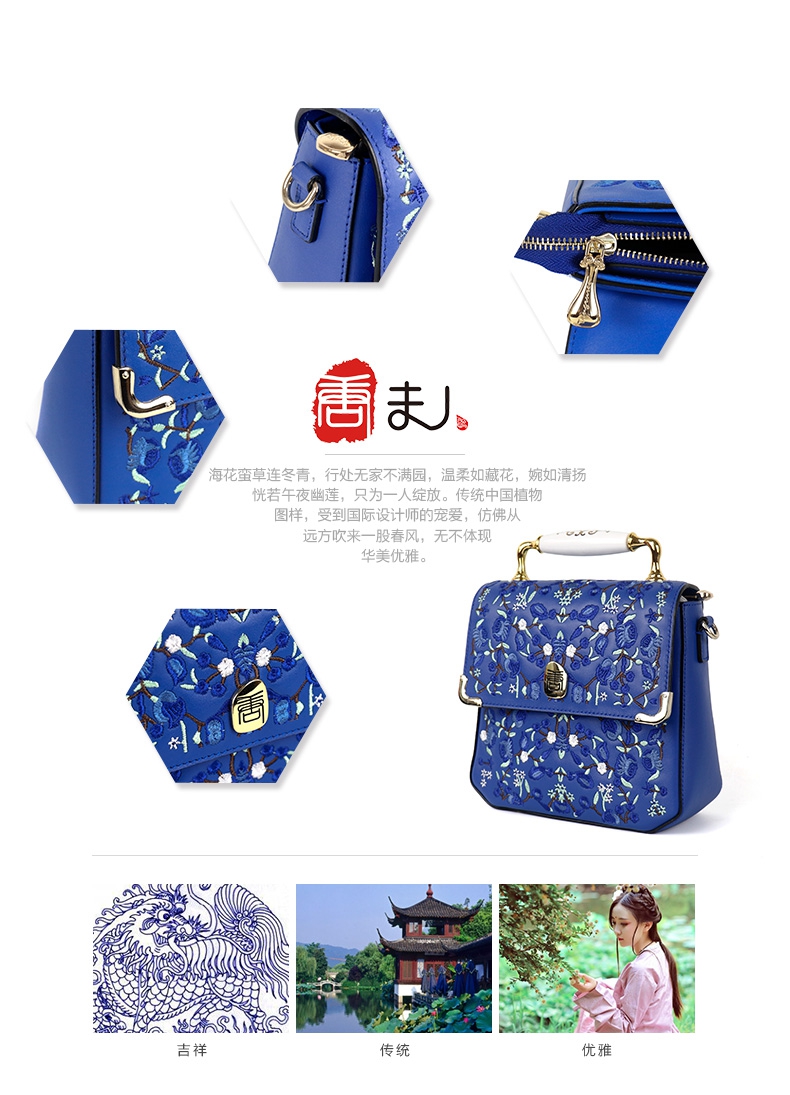 唐
海花蛮草连冬青，行处无家不满园，温柔如藏花，婉如清扬
恍若午夜幽莲，只为一人绽放。传统中国植物
图样，受到国际设计师的宠爱，仿佛从
远方吹来一股春风，无不体现
华美优雅。
唐
唐
吉祥
传统
优雅